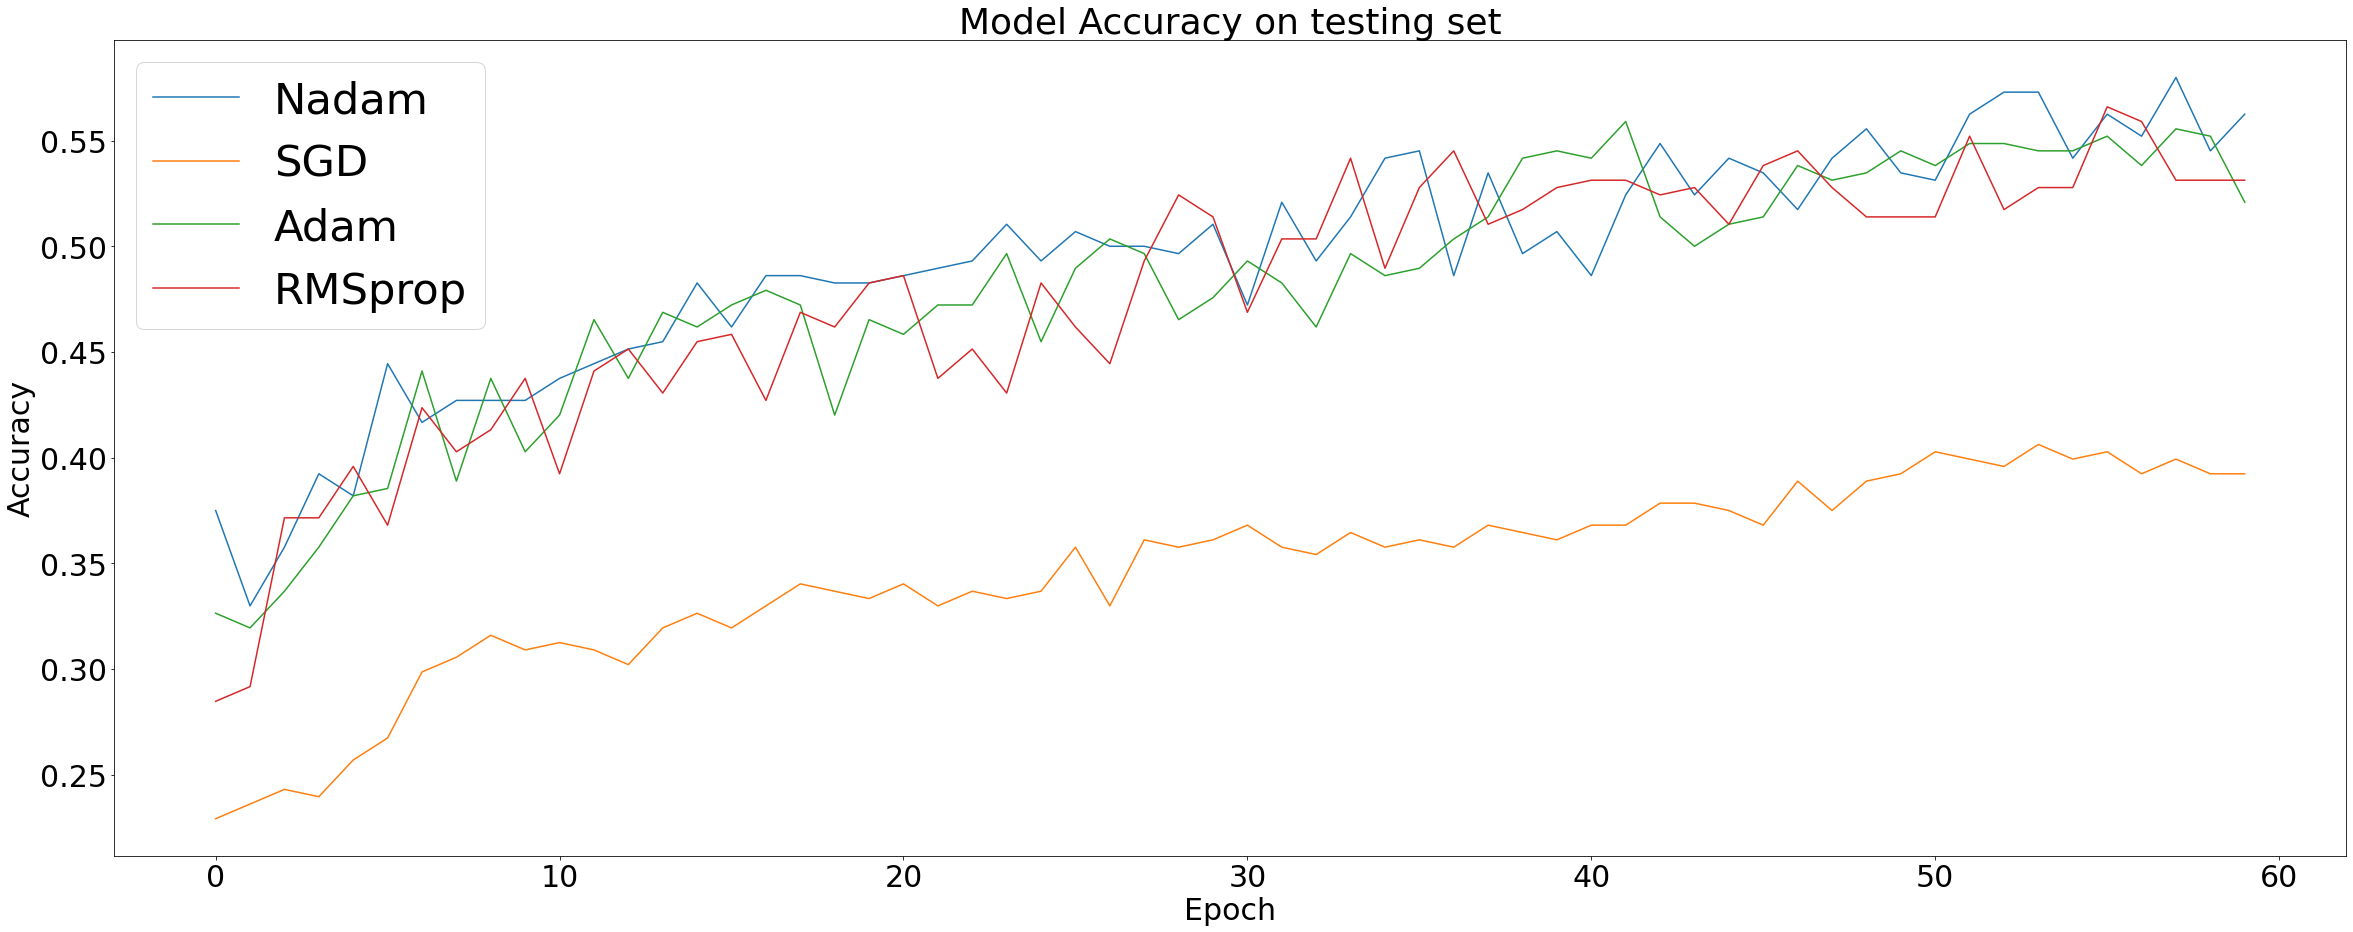 Model Accuracy on testing set
Nadam
SGD
Adam
RMSprop
0.55
0.50
0.45
0.40
0.35
0.30
0.25
Accuracy
0 10 20 30 40 50 60
Epoch